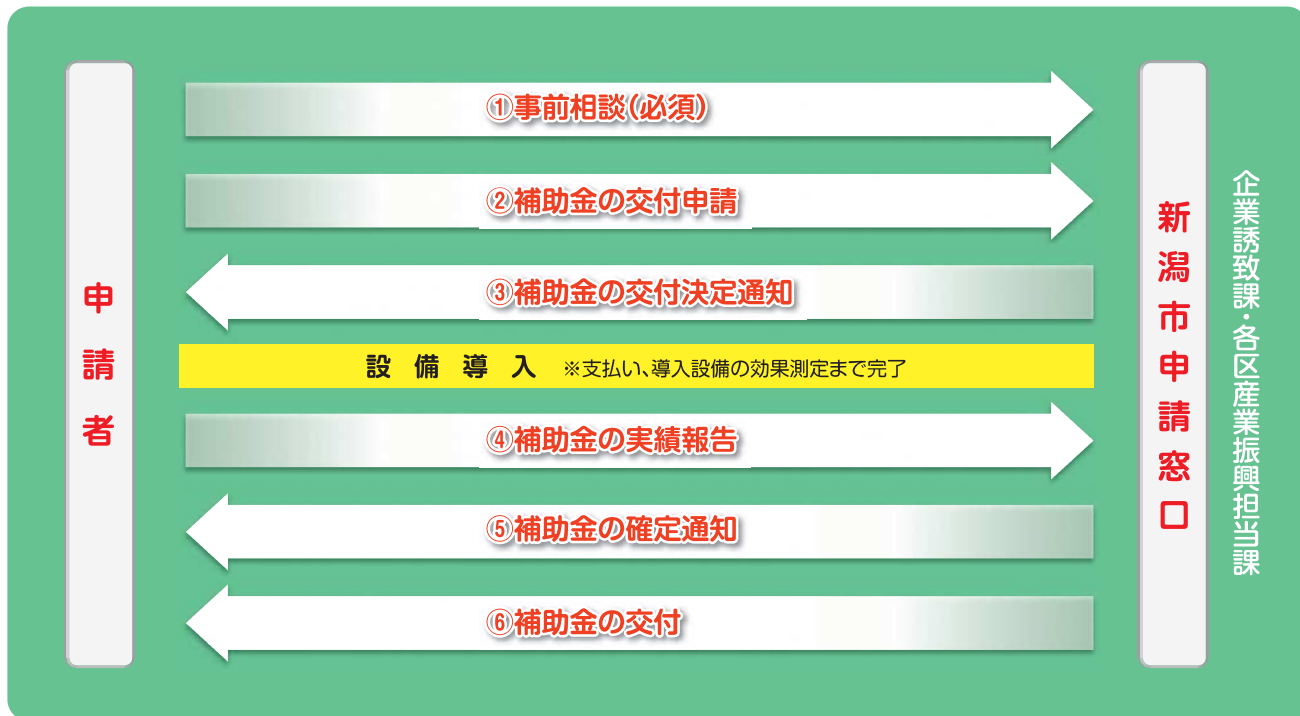 申請者
①事前相談(必須)
②補助金の交付申請
③補助金の交付決定通知
設備導入 ※支払い、導入設備の効果測定まで完了
④補助金の実績報告
⑤補助金の確定通知
⑥補助金の交付
新潟市申請窓口
企業誘致課・各区産業振興担当課